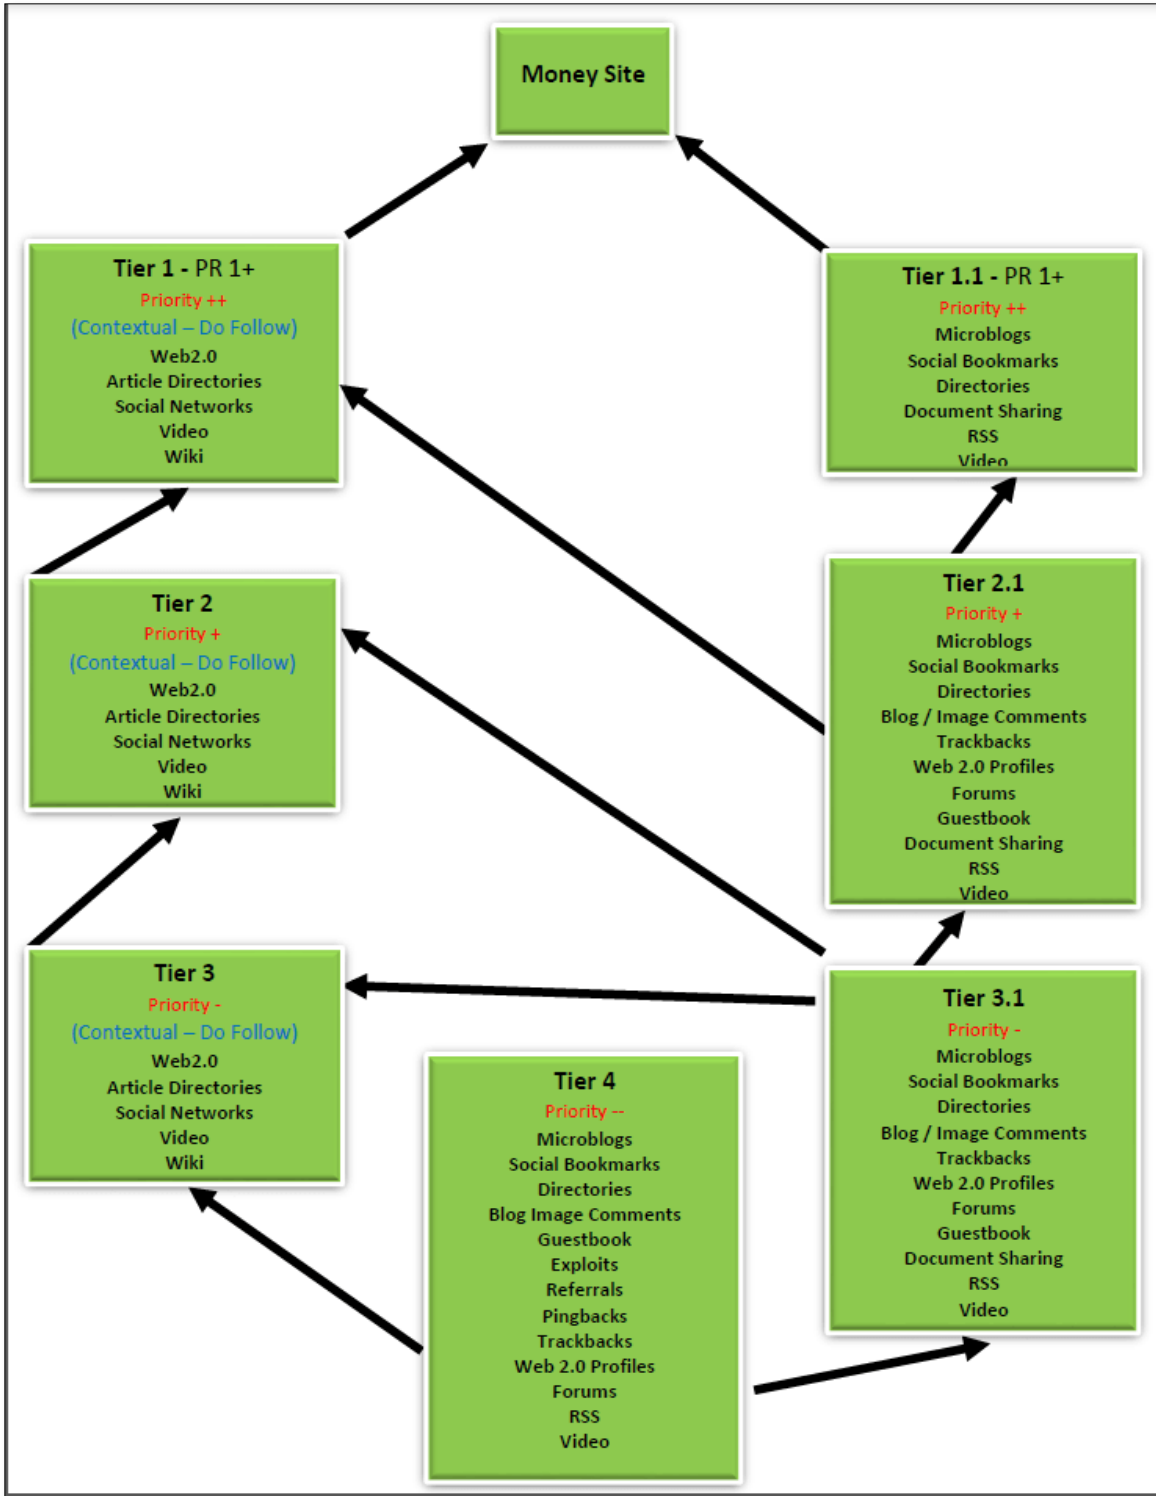 Money Site
Tier 1 - PR 1+
Priority ++
(Contextual – Do Follow)
Web2.0
Article Directories
Social Networks
Video
Wiki
Tier 1.1 - PR 1+
Priority ++
Microblogs
Social Bookmarks
Directories
Document Sharing
RSS
Video
Tier 2
Priority +
(Contextual – Do Follow)
Web2.0
Article Directories
Social Networks
Video
Wiki
Tier 2.1
Priority +
Microblogs
Social Bookmarks
Directories
Blog / Image Comments
Trackbacks
Web 2.0 Profiles
Forums
Guestbook
Document Sharing
RSS
Video
Tier 3
Priority -
(Contextual – Do Follow)
Web2.0
Article Directories
Social Networks
Video
Wiki
Tier 4
Priority --
Microblogs
Social Bookmarks
Directories
Blog Image Comments
Guestbook
Exploits
Referrals
Pingbacks
Trackbacks
Web 2.0 Profiles
Forums
RSS
Video
Tier 3.1
Priority -
Microblogs
Social Bookmarks
Directories
Blog / Image Comments
Trackbacks
Web 2.0 Profiles
Forums
Guestbook
Document Sharing
RSS
Video